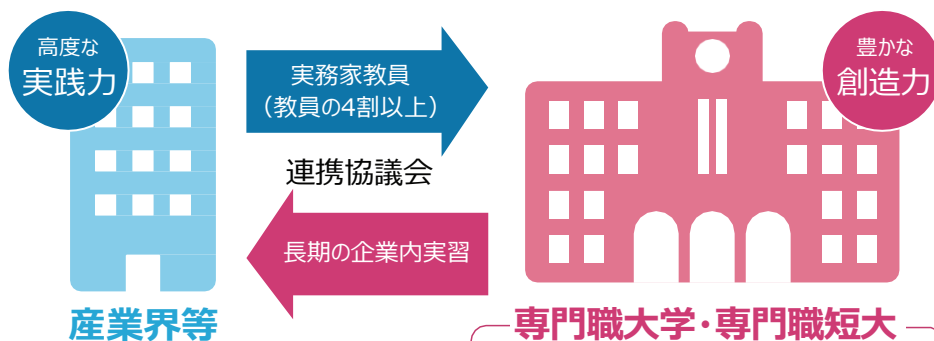 高度な
実践力
実務家教員
（教員の4割以上）
豊かな
創造力
連携協議会
長期の企業内実習
産業界等
専門職大学・専門職短大